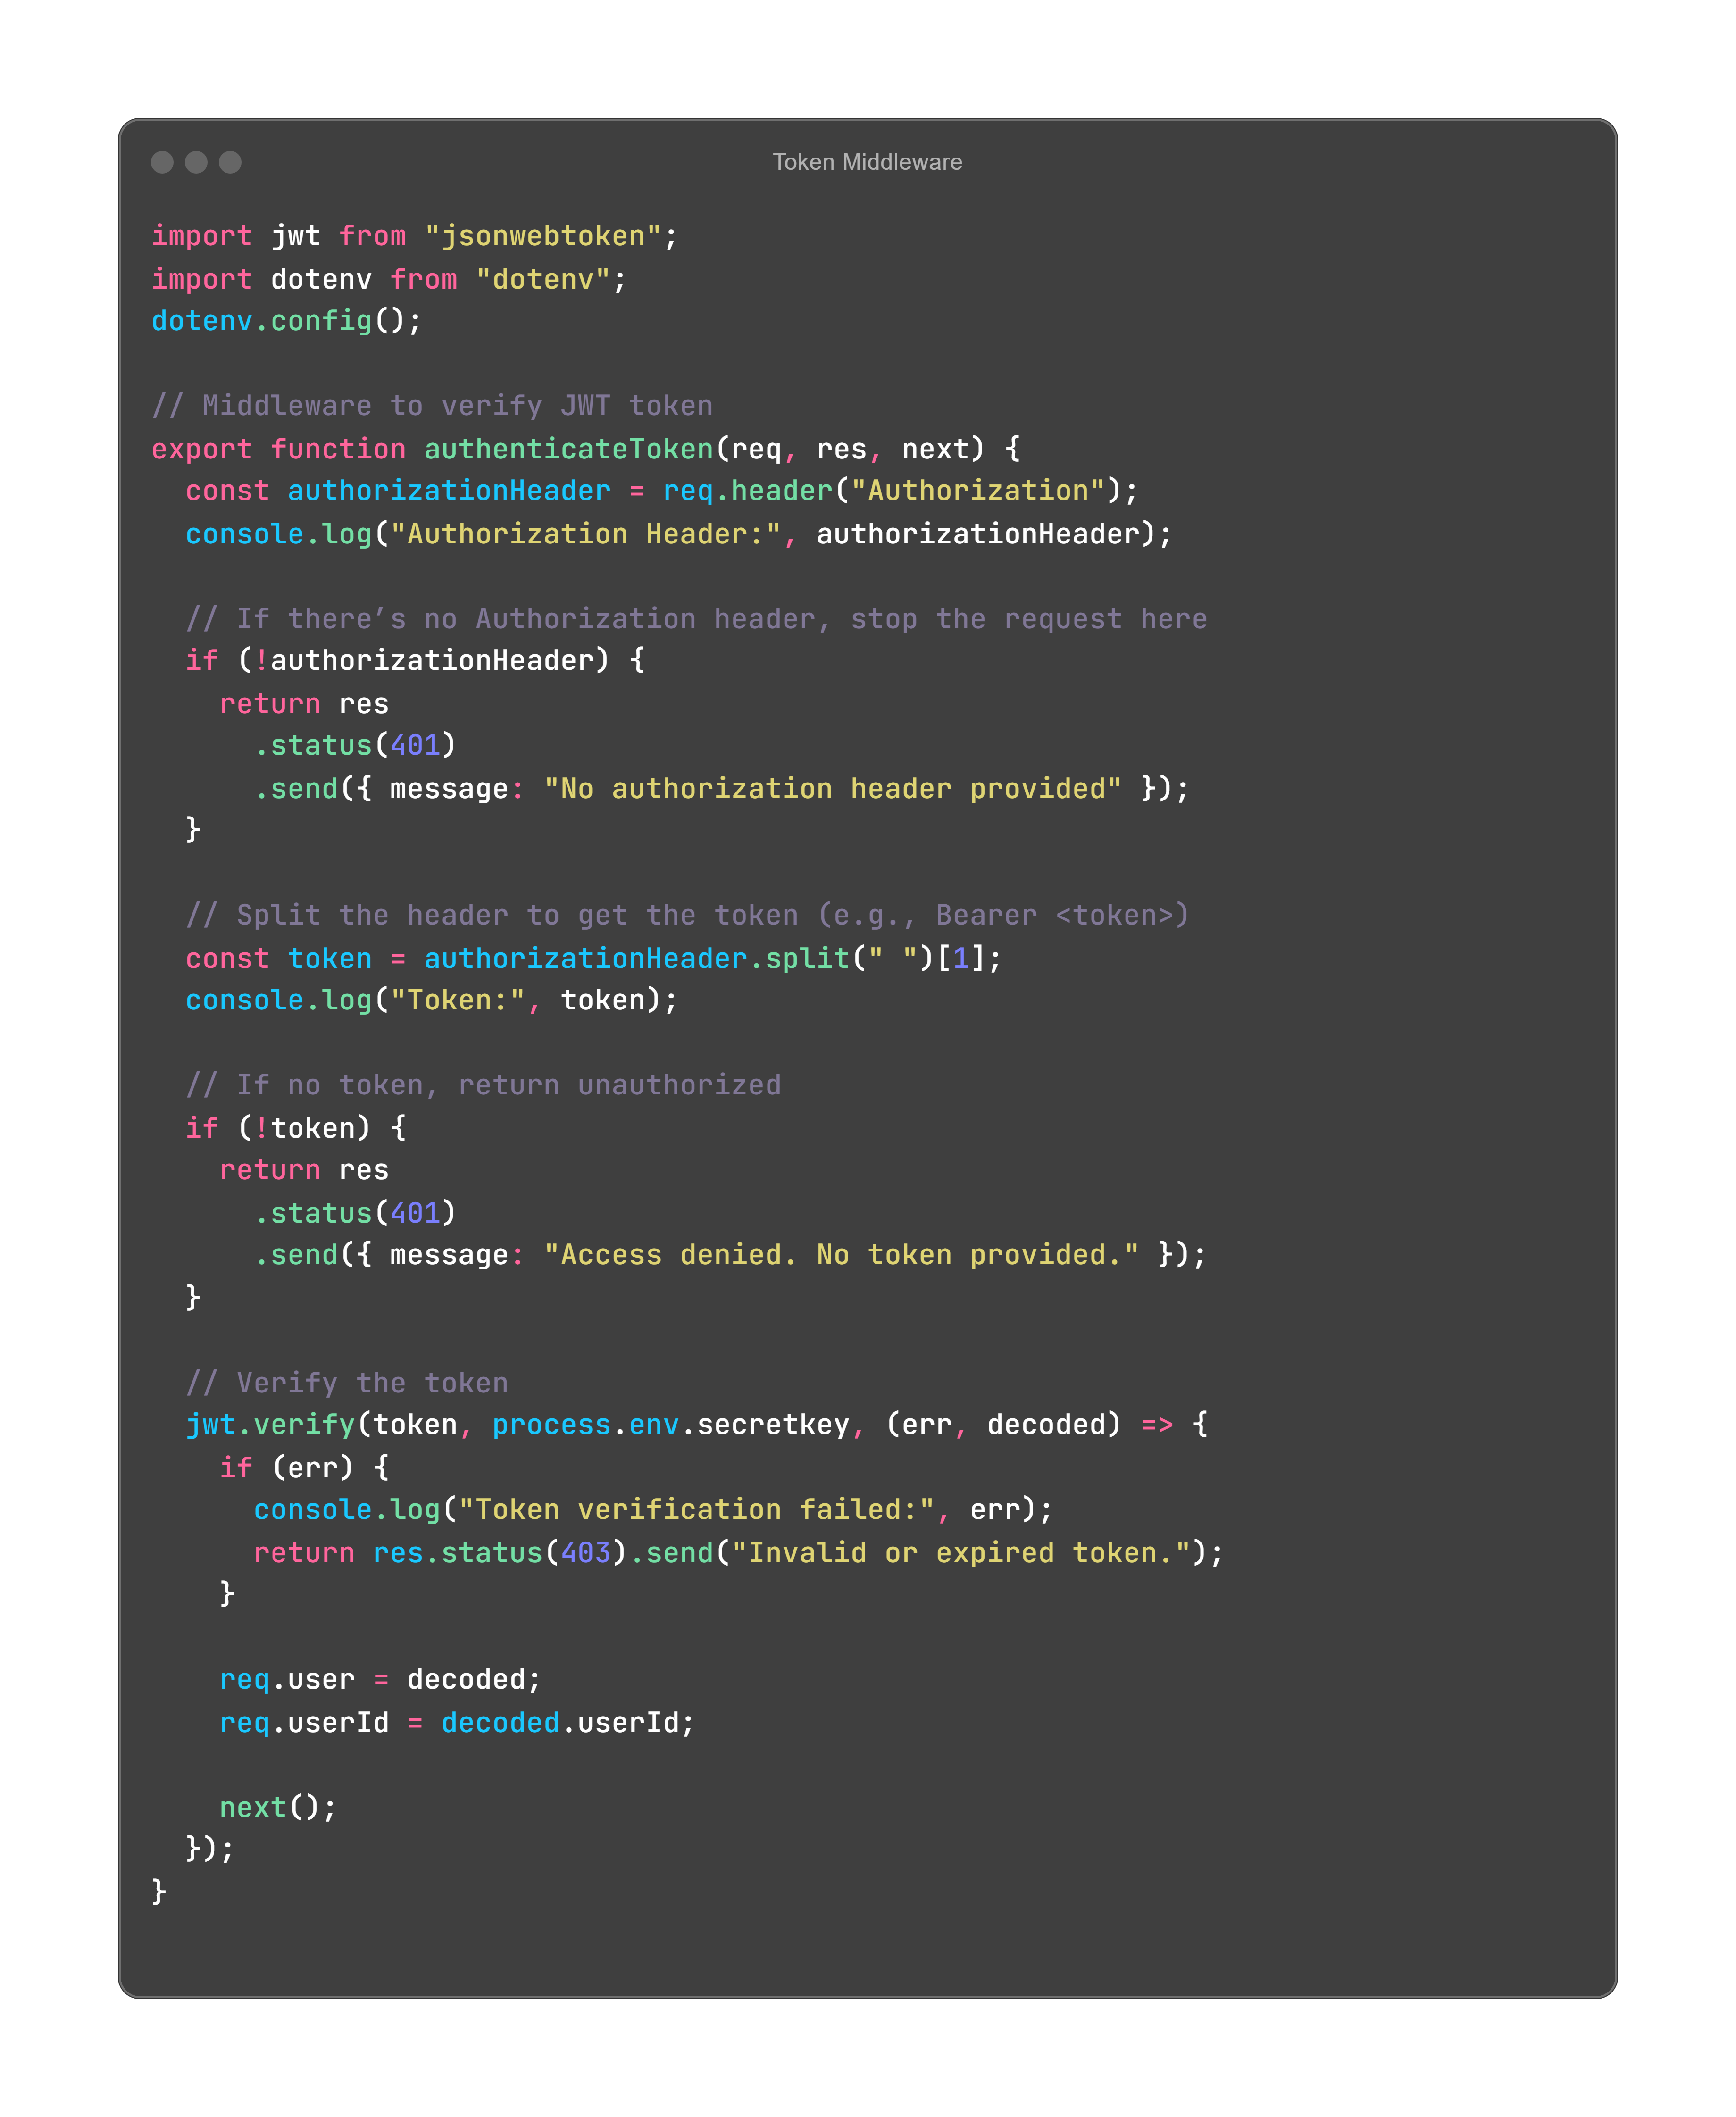 Token Middleware
import jwt from "jsonwebtoken";
import dotenv from "dotenv";
dotenv.config();
// Middleware to verify JWT token
export function authenticateToken(req, res, next) {
  const authorizationHeader = req.header("Authorization");
  console.log("Authorization Header:", authorizationHeader);
  // If there’s no Authorization header, stop the request here
  if (!authorizationHeader) {
    return res
      .status(401)
      .send({ message: "No authorization header provided" });
  }
  // Split the header to get the token (e.g., Bearer <token>)
  const token = authorizationHeader.split(" ")[1];
  console.log("Token:", token);
  // If no token, return unauthorized
  if (!token) {
    return res
      .status(401)
      .send({ message: "Access denied. No token provided." });
  }
  // Verify the token
  jwt.verify(token, process.env.secretkey, (err, decoded) => {
    if (err) {
      console.log("Token verification failed:", err);
      return res.status(403).send("Invalid or expired token.");
    }
    req.user = decoded;
    req.userId = decoded.userId;
    next();
  });
}